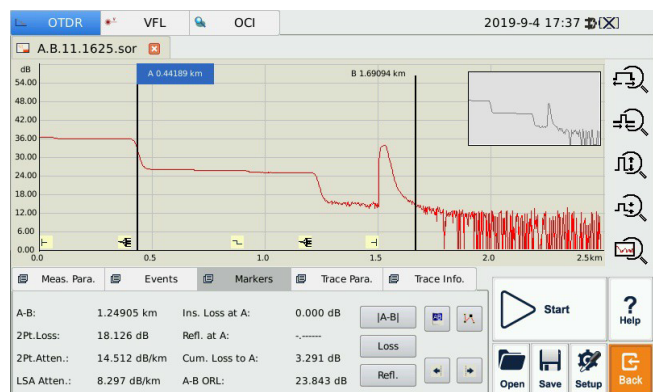 OTDR VFL OCI 2019-9-4 17:37
A.B.11.1625.sor
dB
54.00
A 0.44189 km B 1.69094 km
48.00
42.00
36.00
30.00
24.00
18.00
12.00
6.00
0.00
0.0 0.5 1.0 1.5 2.0 2.5km
Meas. Para. Events Markers Trace Para. Trace Info.
A-B: 1.24905 km Ins. Loss at A: 0.000 dB |A-B|
2Pt.Loss: 18.126 dB Refl. at A: -.------
Loss
2Pt.Atten.: 14.512 dB/km Cum. Loss to A: 3.291 dB
LSA Atten.: 8.297 dB/km A-B ORL: 23.843 dB Refl.
Start
?
Help
Open Save Setup Back